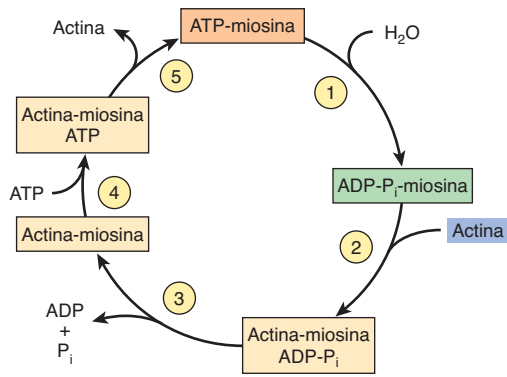 ATP-miosina
H₂O
1
ADP-Pᵢ-miosina
Actina
2
Actina-miosina
ADP-Pᵢ
3
ADP
+
Pᵢ
Actina-miosina
4
ATP
Actina-miosina
ATP
5
Actina